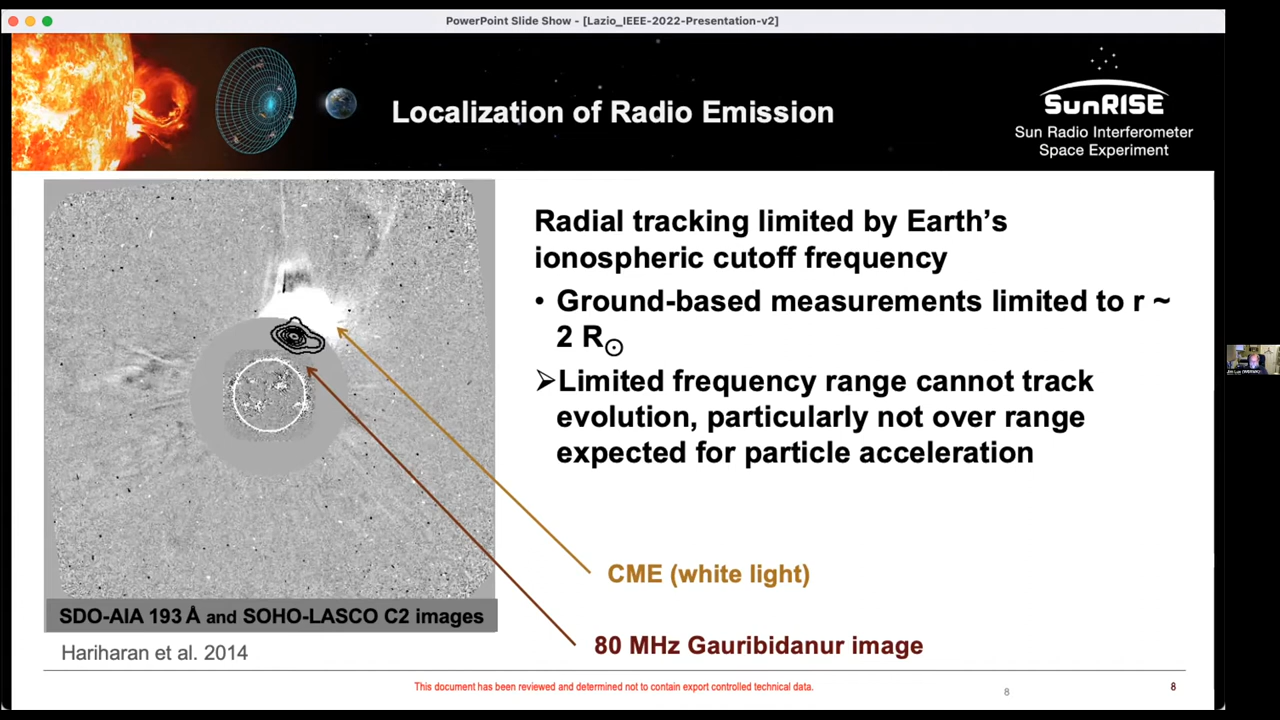 PowerPoint Slide Show - [Lazio_IEEE-2022-Presentation-v2]
Localization of Radio Emission
SunRISE
Sun Radio Interferometer
Space Experiment
Radial tracking limited by Earth's
ionospheric cutoff frequency
• Ground-based measurements limited to r ~
2 R☉
➢Limited frequency range cannot track
evolution, particularly not over range
expected for particle acceleration
CME (white light)
SDO-AIA 193 Å and SOHO-LASCO C2 images
80 MHz Gauribidanur image
Hariharan et al. 2014
This document has been reviewed and determined not to contain export controlled technical data.
8
8